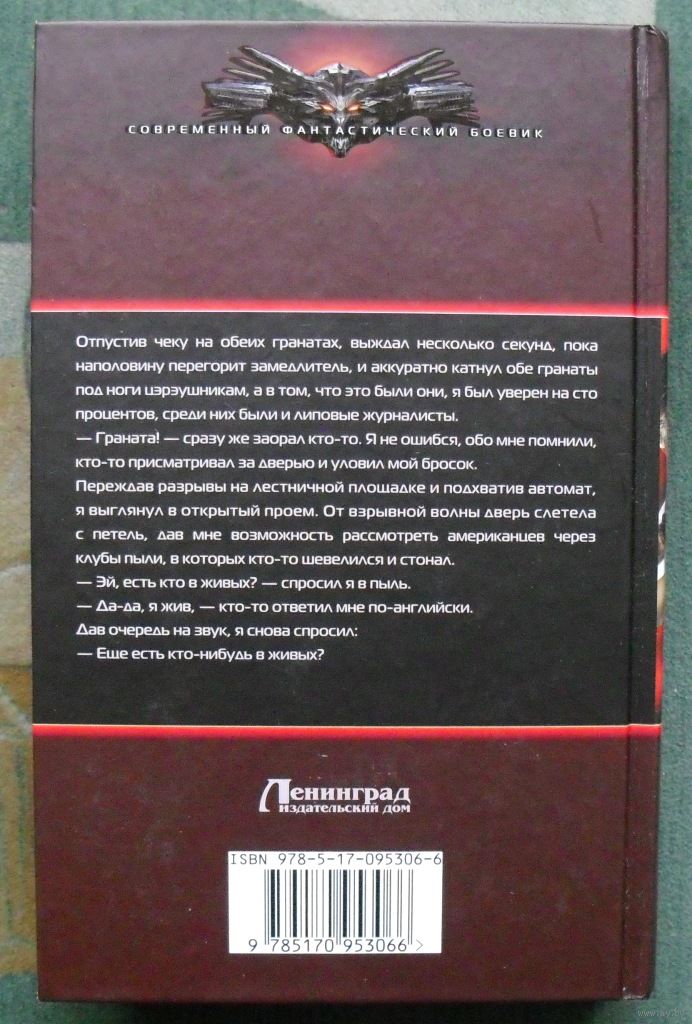 СОВРЕМЕННЫЙ ФАНТАСТИЧЕСКИЙ БОЕВИК
Отпустив чеку на обеих гранатах, выждал несколько секунд, пока
наполовину перегорит замедлитель, и аккуратно катнул обе гранаты
под ноги цэрэушникам, а в том, что это были они, я был уверен на сто
процентов, среди них были и липовые журналисты.
— Граната! — сразу же заорал кто-то. Я не ошибся, обо мне помнили,
кто-то присматривал за дверью и уловил мой бросок.
Переждав разрывы на лестничной площадке и подхватив автомат,
я выглянул в открытый проем. От взрывной волны дверь слетела
с петель, дав мне возможность рассмотреть американцев через
клубы пыли, в которых кто-то шевелился и стонал.
— Эй, есть кто в живых? — спросил я в пыль.
— Да-да, я жив, — кто-то ответил мне по-английски.
Дав очередь на звук, я снова спросил:
— Еще есть кто-нибудь в живых?
Ленинград
издательский дом
ISBN 978-5-17-095306-6
9 785170 953066 >